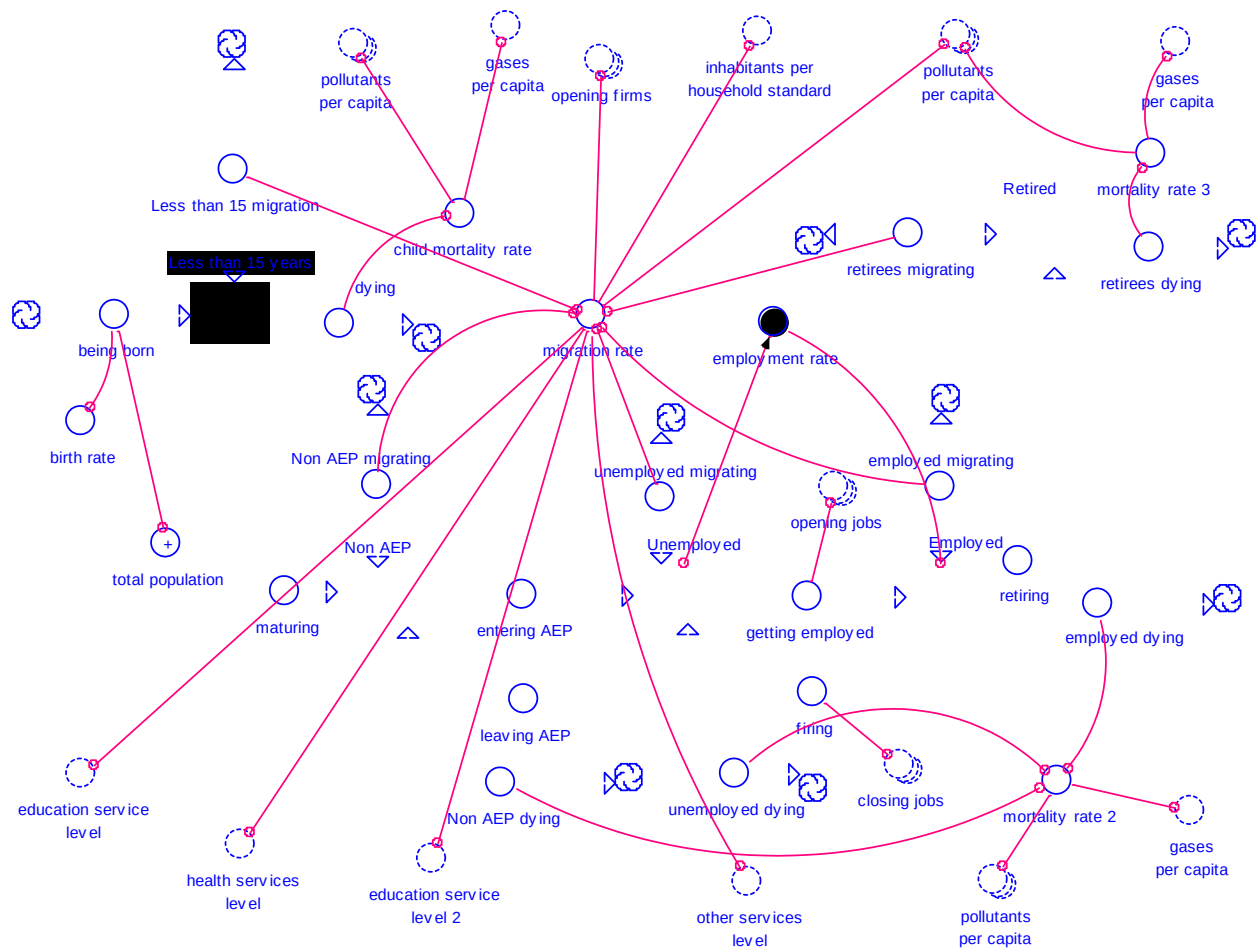 pollutants
per capita
gases
per capita
opening firms
inhabitants per
household standard
pollutants
per capita
gases
per capita
Less than 15 migration
Retired
mortality rate 3
child mortality rate
Less than 15 years
dying
retirees migrating
retirees dying
being born
migration rate
employment rate
birth rate
Non AEP migrating
unemployed migrating
employed migrating
opening jobs
total population
+
Non AEP
Unemployed
Employed
maturing
entering AEP
getting employed
retiring
employed dying
leaving AEP
firing
education service
level
Non AEP dying
unemployed dying
closing jobs
mortality rate 2
gases
per capita
health services
level
education service
level 2
other services
level
pollutants
per capita